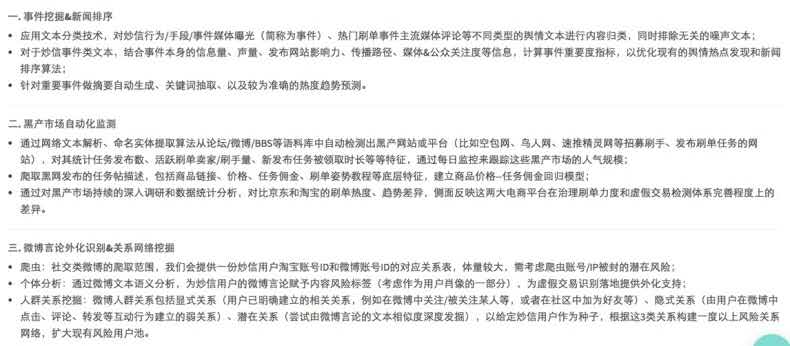 一. 事件挖掘&新闻排序
• 应用文本分类技术，对炒信行为/手段/事件媒体曝光（简称为事件）、热门刷单事件主流媒体评论等不同类型的舆情文本进行内容归类，同时排除无关的噪声文本；
• 对于炒信事件类文本，结合事件本身的信息量、声量、发布网站影响力、传播路径、媒体&公众关注度等信息，计算事件重要度指标，以优化现有的舆情热点发现和新闻
排序算法；
• 针对重要事件做摘要自动生成、关键词抽取、以及较为准确的热度趋势预测。
二. 黑产市场自动化监测
• 通过网络文本解析、命名实体提取算法从论坛/微博/BBS等语料库中自动检测出黑产网站或平台（比如空包网、鸟人网、速推精灵网等招募刷手、发布刷单任务的网
站），对其统计任务发布数、活跃刷单卖家/刷手量、新发布任务被领取时长等等特征，通过每日监控来跟踪这些黑产市场的人气规模；
• 爬取黑网发布的任务帖描述，包括商品链接、价格、任务佣金、刷单姿势教程等底层特征，建立商品价格--任务佣金回归模型；
• 通过对黑产市场持续的深入调研和数据统计分析，对比京东和淘宝的刷单热度、趋势差异，侧面反映这两大电商平台在治理刷单力度和虚假交易检测体系完善程度上的
差异。
三. 微博言论外化识别&关系网络挖掘
• 爬虫：社交类微博的爬取范围，我们会提供一份炒信用户淘宝账号ID和微博账号ID的对应关系表，体量较大，需考虑爬虫账号/IP被封的潜在风险；
• 个体分析：通过微博文本语义分析，为炒信用户的微博言论赋予内容风险标签（考虑作为用户肖像的一部分），为虚假交易识别落地提供外化支持；
• 人群关系挖掘：微博人群关系包括显式关系（用户已明确建立的相关关系，例如在微博中关注/被关注某人等，或者在社区中加为好友等）、隐式关系（由用户在微博中
点击、评论、转发等互动行为建立的弱关系）、潜在关系（尝试由微博言论的文本相似度深度发掘），以给定炒信用户作为种子，根据这3类关系构建一度以上风险关系
网络，扩大现有风险用户池。